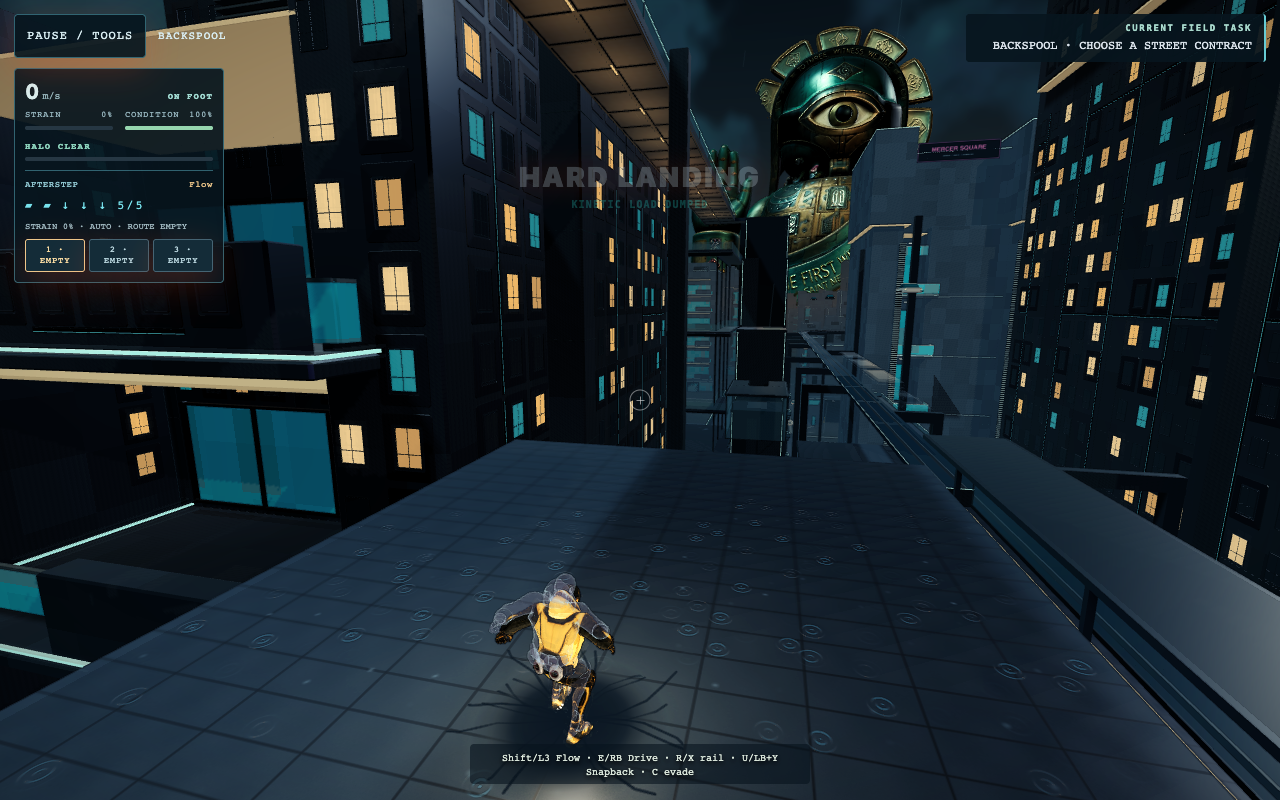 PAUSE / TOOLS
BACKSPOOL
CURRENT FIELD TASK
BACKSPOOL · CHOOSE A STREET CONTRACT
0 m/s
ON FOOT
STRAIN 0%
CONDITION 100%
HALO CLEAR
AFTERSTEP
Flow
5/5
STRAIN 0% · AUTO · ROUTE EMPTY
1 · EMPTY
2 · EMPTY
3 · EMPTY
HARD LANDING
KINETIC LOAD DUMPED
MERCER SQUARE
E FIRST
Shift/L3 Flow · E/RB Drive · R/X rail · U/LB+Y
Snapback · C evade